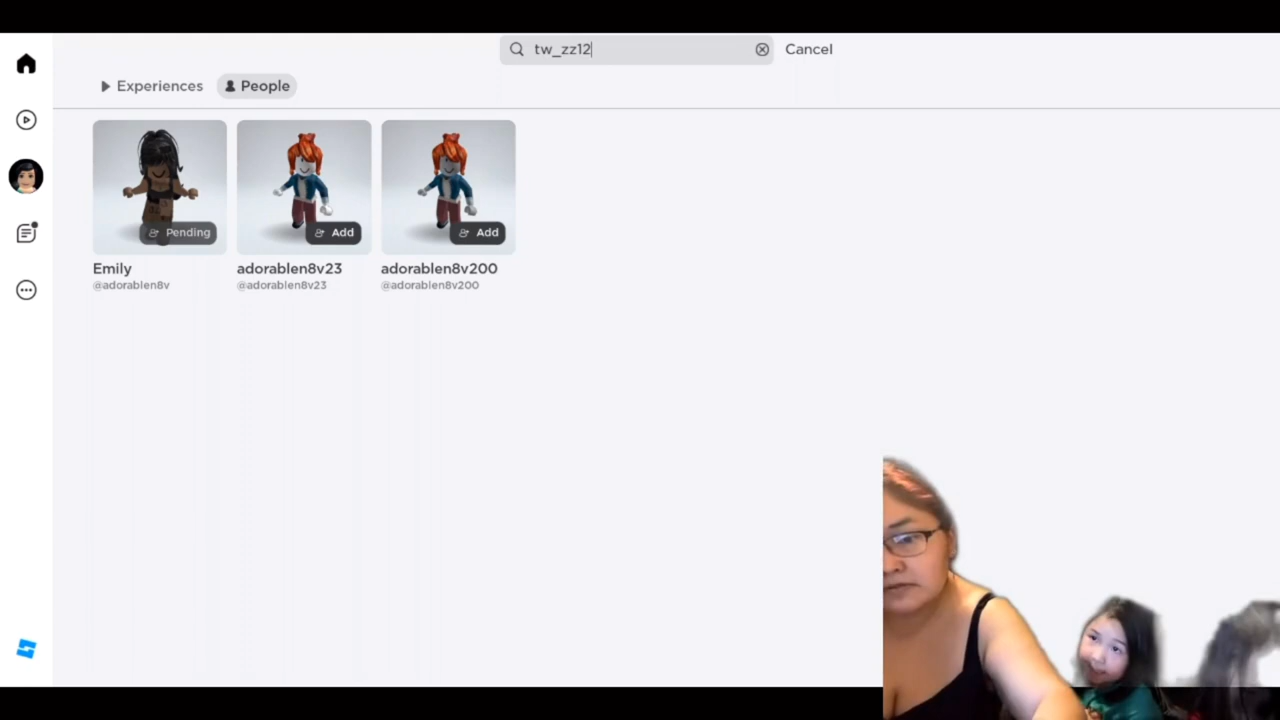 tw_zz12
Cancel
Experiences
People
Pending
Add
Add
Emily
adorablen8v23
adorablen8v200
@adorablen8v
@adorablen8v23
@adorablen8v200